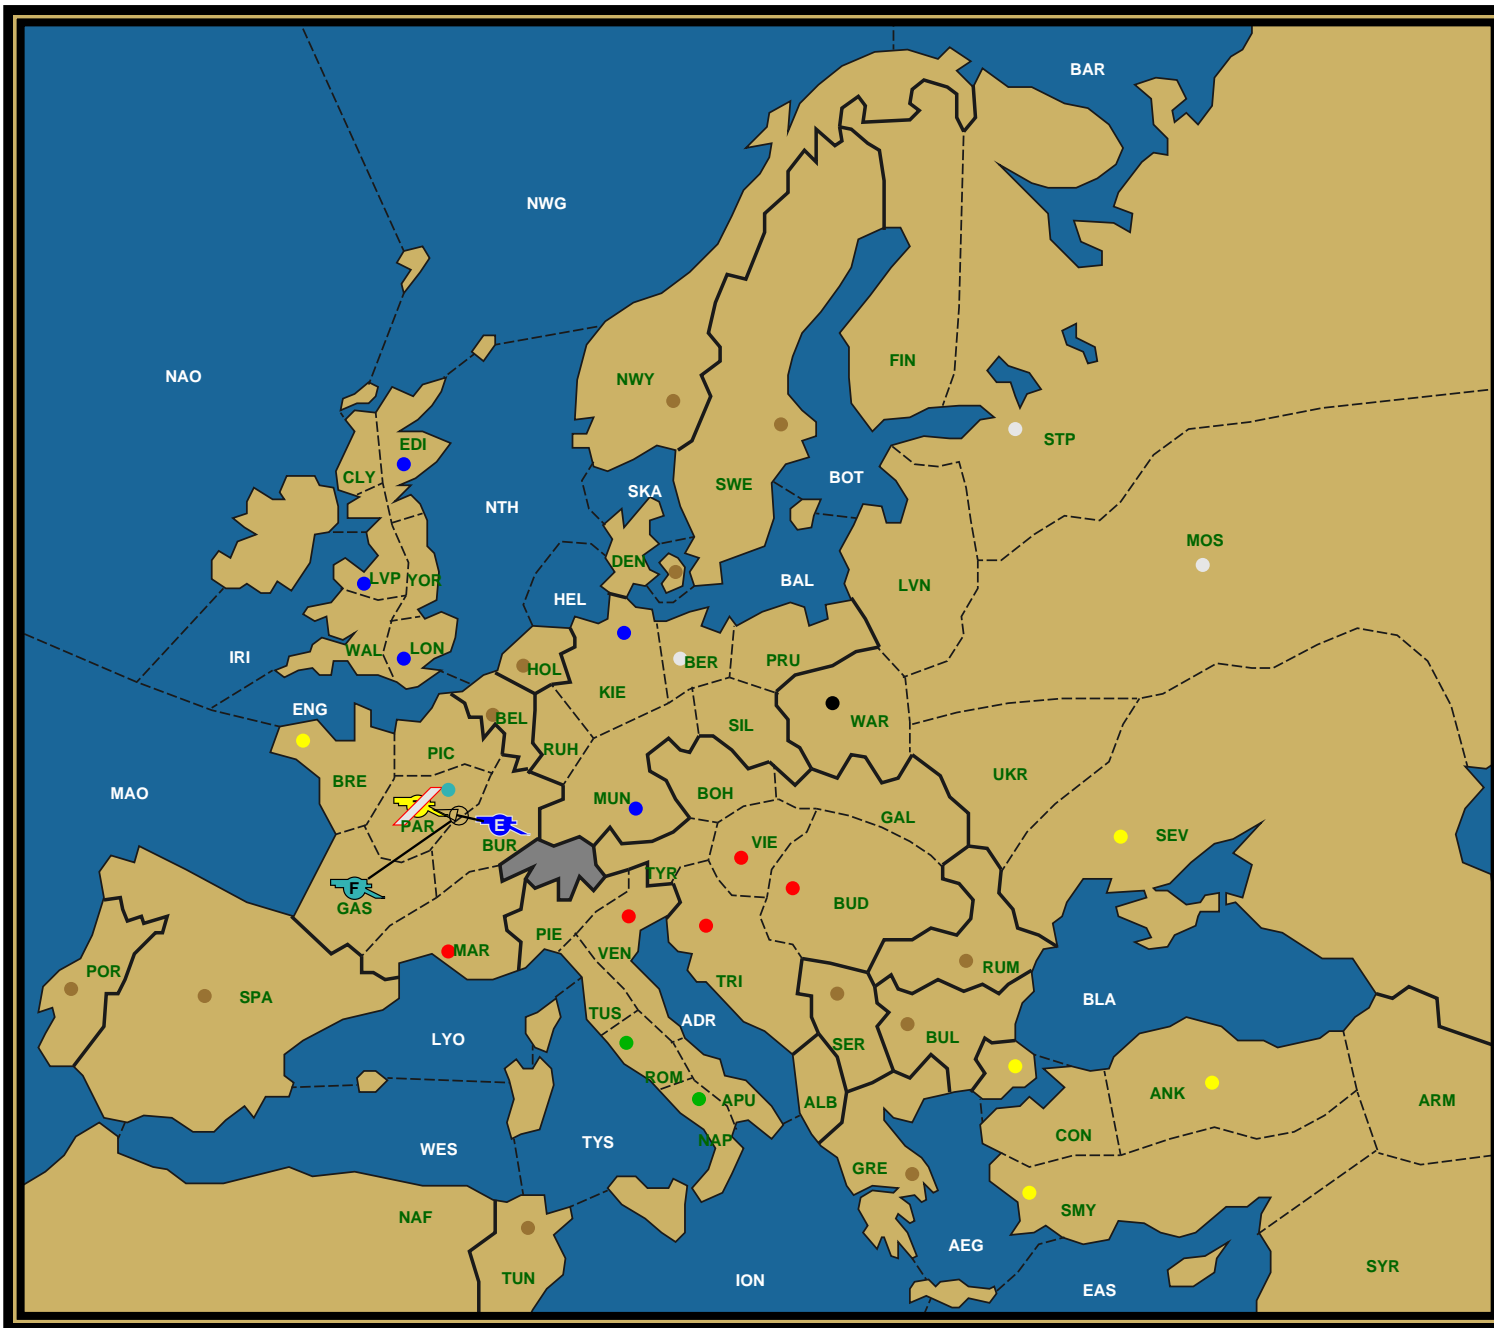 BAR
NWG
NAO
NWY
FIN
EDI
STP
CLY
SKA
SWE
BOT
NTH
MOS
DEN
LVP
YOR
BAL
LVN
HEL
WAL
LON
IRI
HOL
BER
PRU
KIE
ENG
BEL
WAR
SIL
PIC
RUH
UKR
BRE
MAO
MUN
BOH
GAL
PAR
E
SEV
BUR
VIE
TYR
F
GAS
BUD
PIE
MAR
VEN
RUM
POR
SPA
TRI
BLA
TUS
ADR
LYO
BUL
SER
ROM
ANK
APU
ALB
ARM
CON
NAP
TYS
WES
GRE
SMY
NAF
AEG
SYR
TUN
ION
EAS